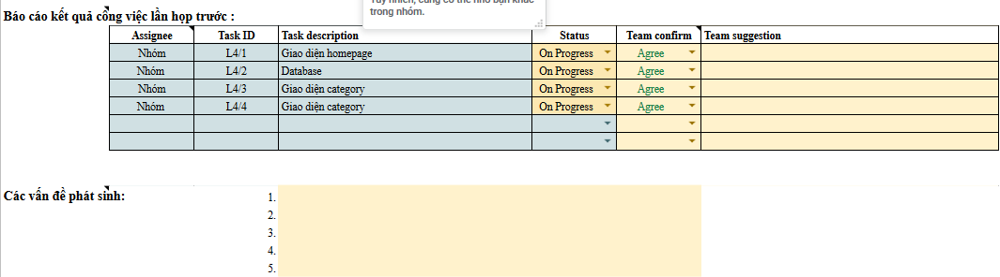 Tuy nhiên, cũng có thể nhờ bạn khác
trong nhóm.
Báo cáo kết quả công việc lần họp trước :
Assignee Task ID Task description Status Team confirm Team suggestion
Nhóm L4/1 Giao diện homepage On Progress Agree
Nhóm L4/2 Database On Progress Agree
Nhóm L4/3 Giao diện category On Progress Agree
Nhóm L4/4 Giao diện category On Progress Agree
Các vấn đề phát sinh:
1.
2.
3.
4.
5.